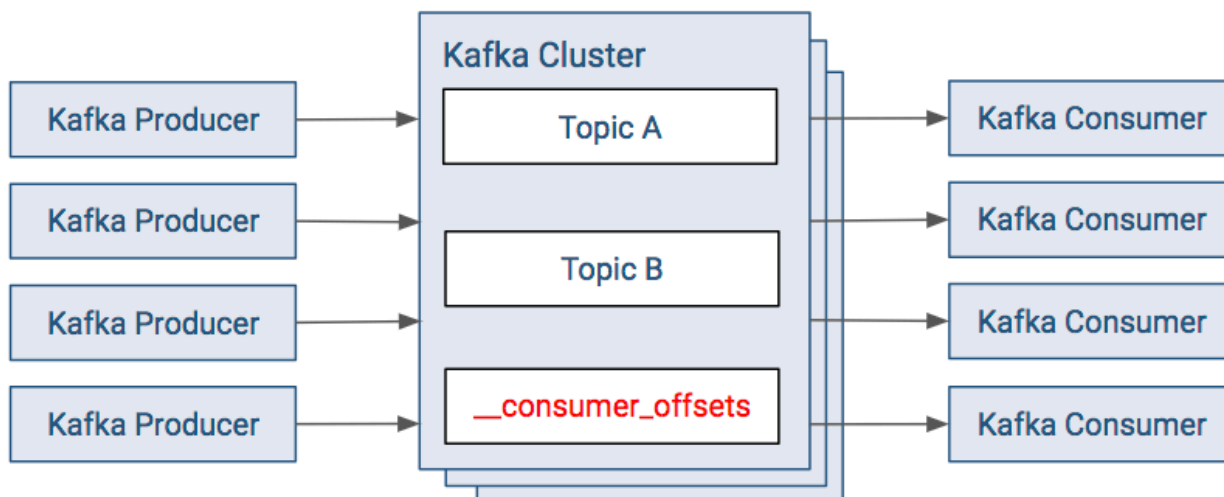 Kafka Cluster
Kafka Producer
Topic A
Kafka Consumer
Kafka Producer
Kafka Consumer
Topic B
Kafka Producer
Kafka Consumer
__consumer_offsets
Kafka Producer
Kafka Consumer